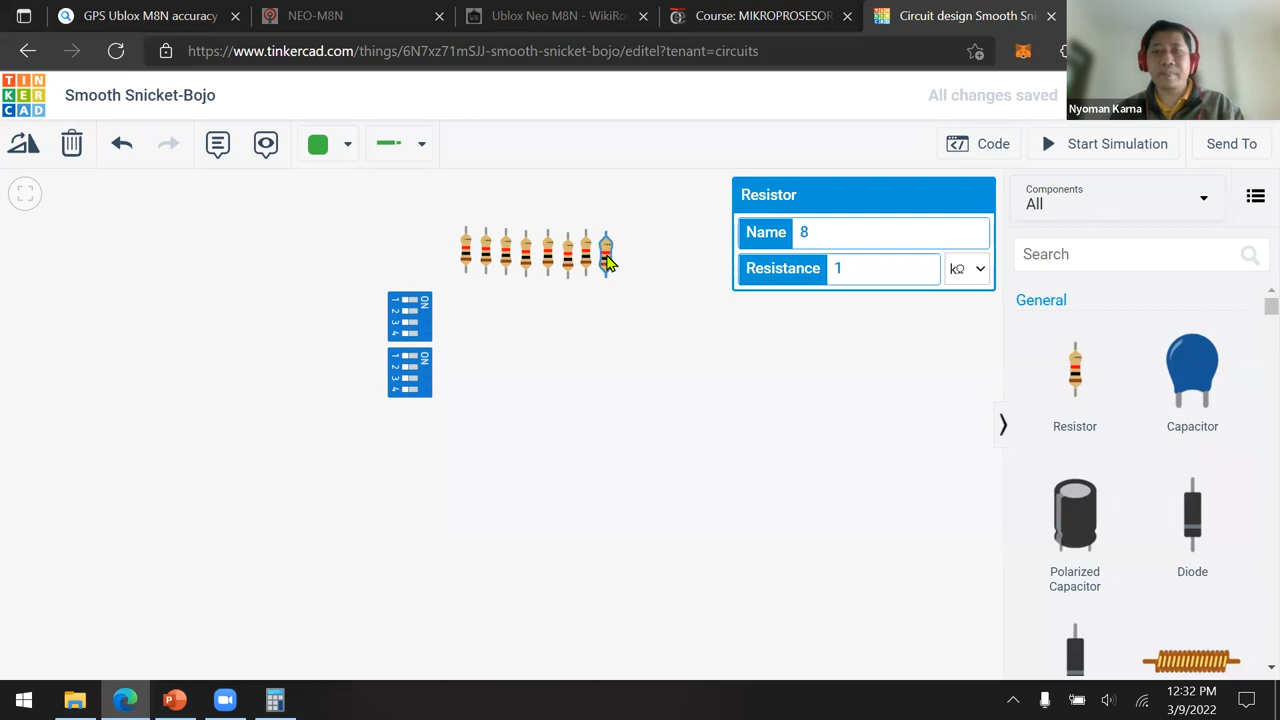 GPS Ublox M8N accuracy
NEO-M8N
Ublox Neo M8N - WikiRo
Course: MIKROPROSESOR
Circuit design Smooth Sni
https://www.tinkercad.com/things/6N7xz71mSJJ-smooth-snicket-bojo/editel?tenant=circuits
TIN
KER
CAD
Smooth Snicket-Bojo
All changes saved
Nyoman Karna
Code
Start Simulation
Send To
Resistor
Name 8
Resistance 1 kΩ
Components
All
Search
General
Resistor
Capacitor
Polarized
Capacitor
Diode
ON
1
2
3
4
ON
1
2
3
4
12:32 PM
3/9/2022